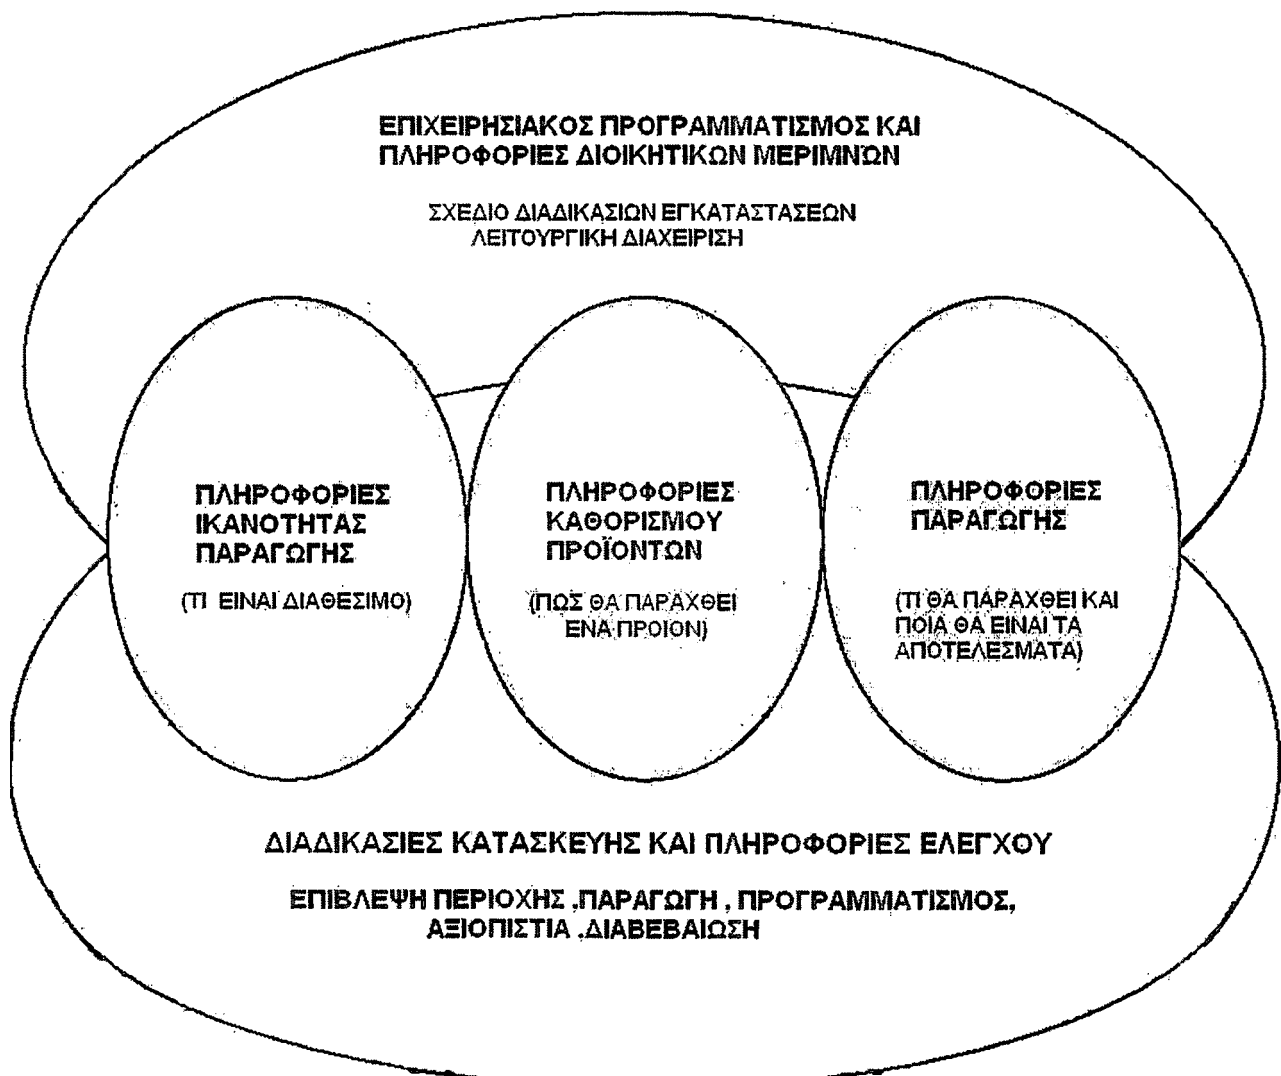 ΕΠΙΧΕΙΡΗΣΙΑΚΟΣ ΠΡΟΓΡΑΜΜΑΤΙΣΜΟΣ ΚΑΙ
ΠΛΗΡΟΦΟΡΙΕΣ ΔΙΟΙΚΗΤΙΚΩΝ ΜΕΡΙΜΝΏΝ
ΣΧΕΔΙΟ ΔΙΑΔΙΚΑΣΙΩΝ ΕΓΚΑΤΑΣΤΑΣΕΩΝ
ΛΕΙΤΟΥΡΓΙΚΗ ΔΙΑΧΕΙΡΙΣΗ
ΠΛΗΡΟΦΟΡΙΕΣ
ΙΚΑΝΟΤΗΤΑΣ
ΠΑΡΑΓΩΓΗΣ
(ΤΙ ΕΙΝΑΙ ΔΙΑΘΕΣΙΜΟ)
ΠΛΗΡΟΦΟΡΙΕΣ
ΚΑΘΟΡΙΣΜΟΥ
ΠΡΟΪΟΝΤΩΝ
(ΠΩΣ ΘΑ ΠΑΡΑΧΘΕΙ
ΕΝΑ ΠΡΟΙΟΝ)
ΠΛΗΡΟΦΟΡΙΕΣ
ΠΑΡΑΓΩΓΗΣ
(ΤΙ ΘΑ ΠΑΡΑΧΘΕΙ ΚΑΙ
ΠΟΙΑ ΘΑ ΕΙΝΑΙ ΤΑ
ΑΠΟΤΕΛΕΣΜΑΤΑ)
ΔΙΑΔΙΚΑΣΙΕΣ ΚΑΤΑΣΚΕΥΗΣ ΚΑΙ ΠΛΗΡΟΦΟΡΙΕΣ ΕΛΕΓΧΟΥ
ΕΠΙΒΛΕΨΗ ΠΕΡΙΟΧΗΣ ,ΠΑΡΑΓΩΓΗ , ΠΡΟΓΡΑΜΜΑΤΙΣΜΟΣ,
ΑΞΙΟΠΙΣΤΙΑ ,ΔΙΑΒΕΒΑΙΩΣΗ